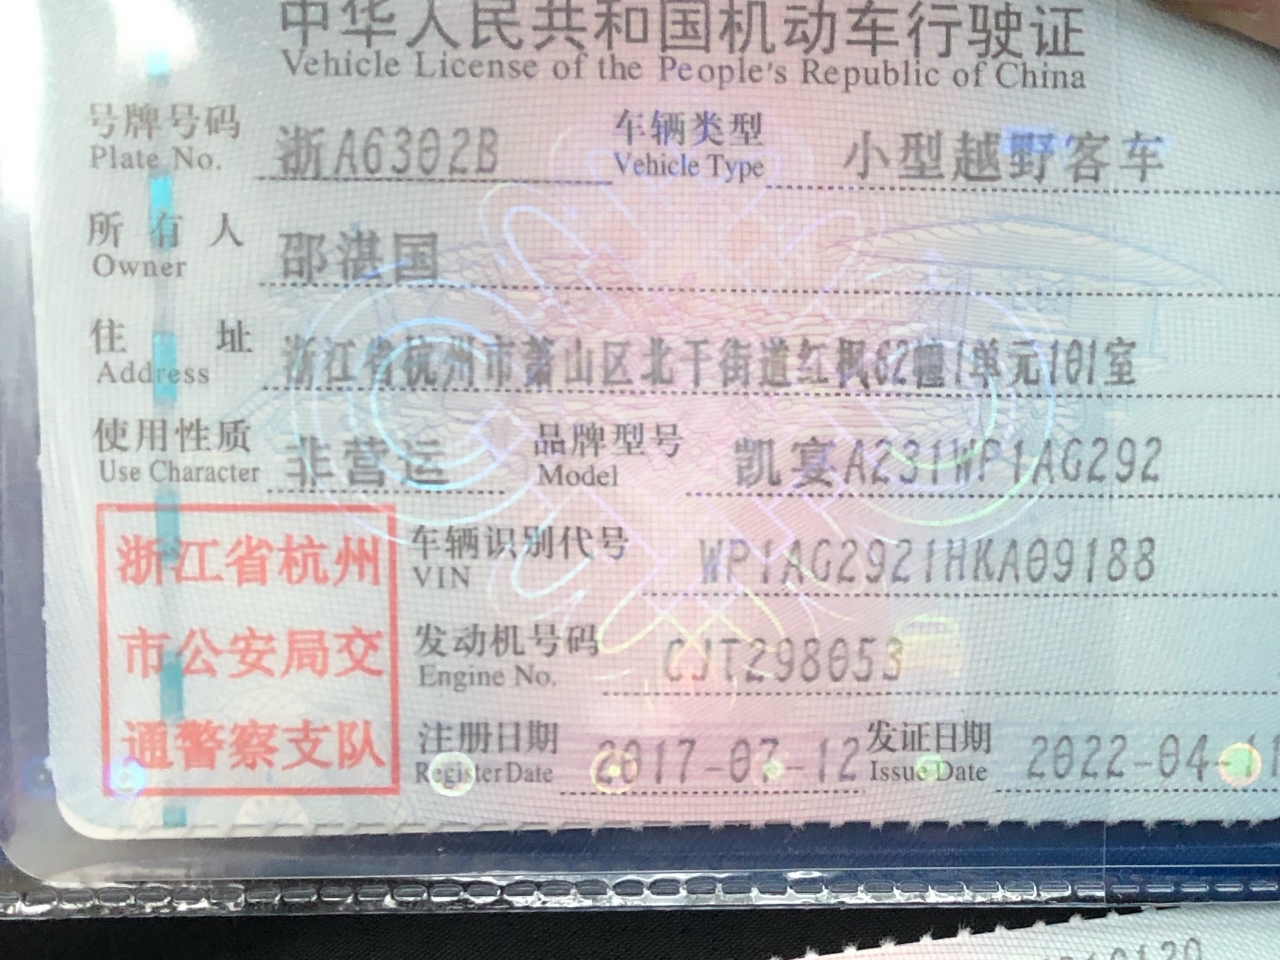 中华人民共和国机动车行驶证
Vehicle License of the People's Republic of China
号牌号码 浙A6302B 车辆类型 小型越野客车
Plate No. Vehicle Type
所有人 邵湛国
Owner
住址 浙江省杭州市萧山区北干街道红枫62幢1单元101室
Address
使用性质 非营运 品牌型号 凯宴A231WP1AG292
Use Character Model
浙江省杭州
市公安局交
通警察支队
车辆识别代号 WP1AG2921HKA09188
VIN
发动机号码 CJT298053
Engine No.
注册日期 2017-07-12 发证日期 2022-04-11
Register Date Issue Date